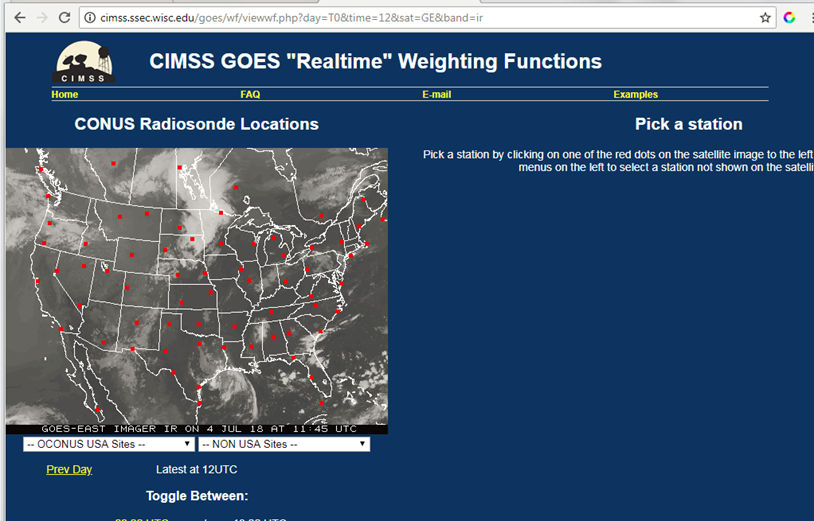 cimss.ssec.wisc.edu/goes/wf/viewwf.php?day=T0&time=12&sat=GE&band=ir
CIMSS
CIMSS GOES "Realtime" Weighting Functions
Home FAQ E-mail Examples
CONUS Radiosonde Locations
GOES-EAST IMAGER IR ON 4 JUL 18 AT 11:45 UTC
-- OCONUS USA Sites -- -- NON USA Sites --
Prev Day Latest at 12UTC
Toggle Between:
Pick a station
Pick a station by clicking on one of the red dots on the satellite image to the left
menus on the left to select a station not shown on the